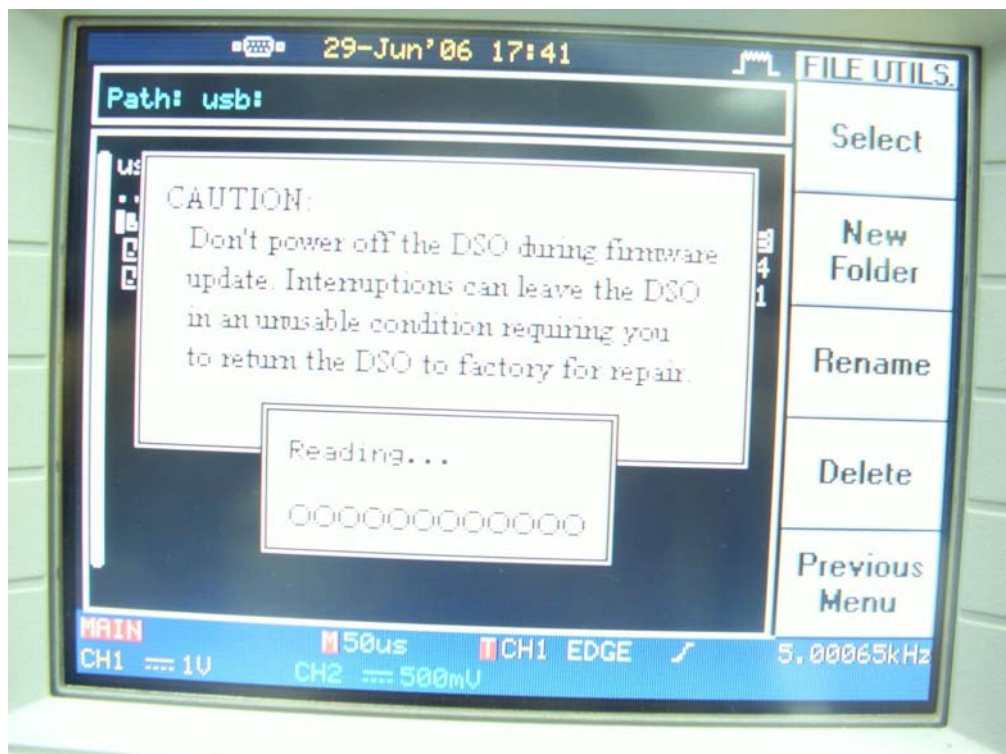 29-Jun'06 17:41
FILE UTILS.
Path: usb:
Select
CAUTION:
Don't power off the DSO during firmware
update. Interruptions can leave the DSO
in an unusable condition requiring you
to return the DSO to factory for repair.
New
Folder
Rename
Reading...
Delete
Previous
Menu
MAIN
M 50us T CH1 EDGE 5.00065kHz
CH1 1V CH2 500mV